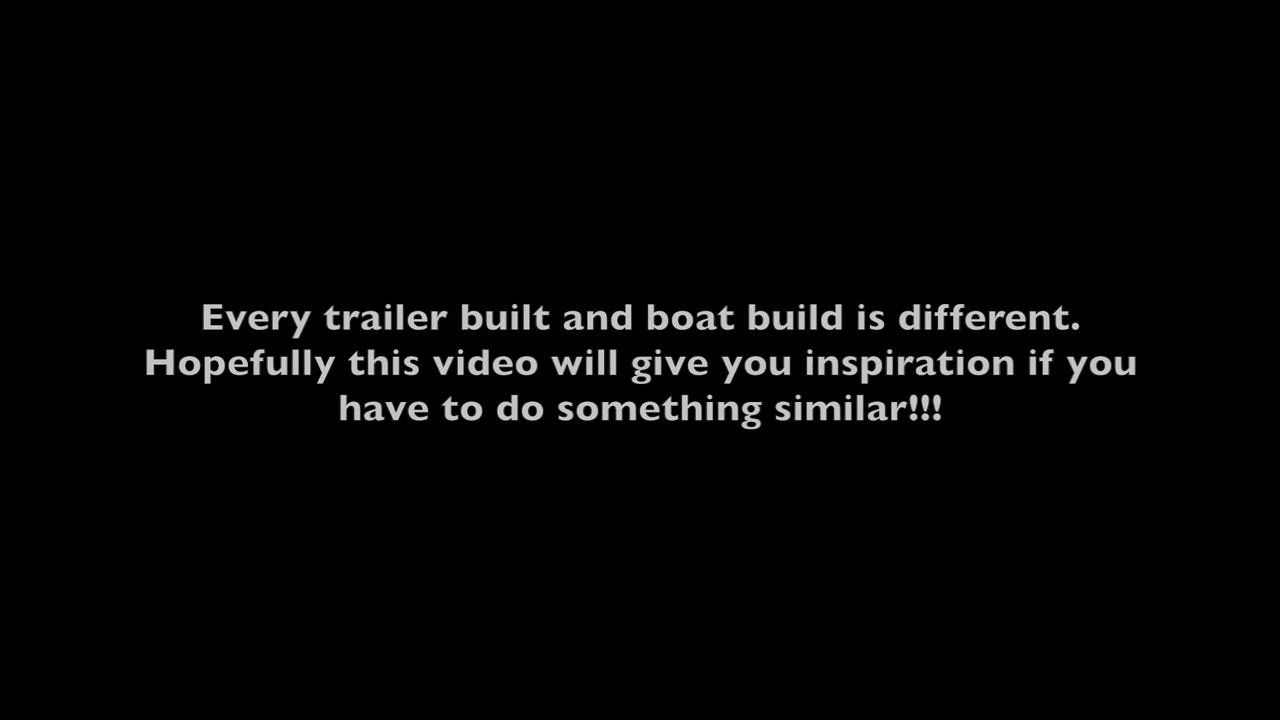 Every trailer built and boat build is different.
Hopefully this video will give you inspiration if you
have to do something similar!!!